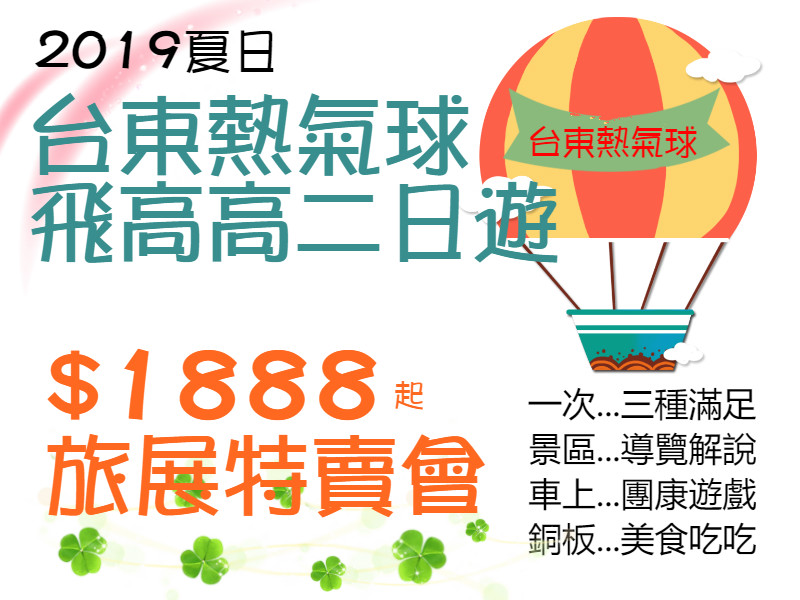 2019夏日
台東熱氣球
飛高高二日遊
台東熱氣球
$1888起
旅展特賣會
一次...三種滿足
景區...導覽解說
車上...團康遊戲
銅板...美食吃吃